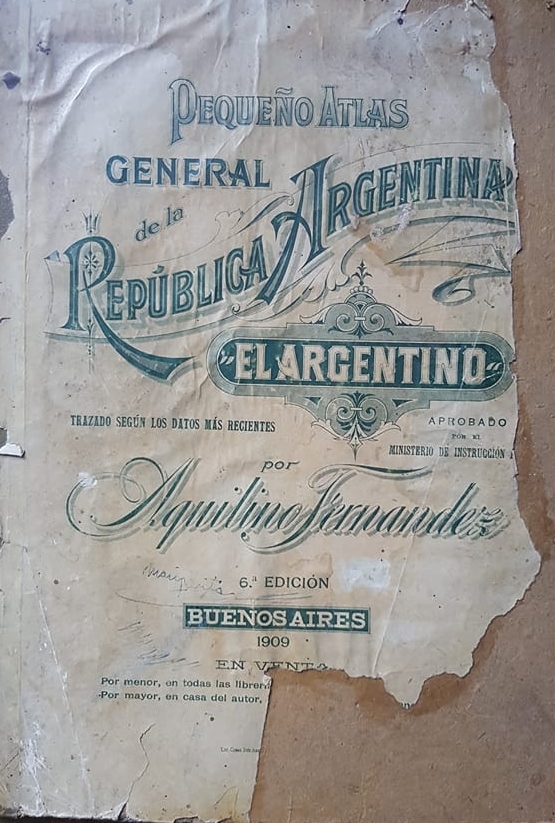 PEQUEÑO ATLAS
GENERAL
de la
REPÚBLICA ARGENTINA
"EL ARGENTINO"
TRAZADO SEGÚN LOS DATOS MÁS RECIENTES
APROBADO
POR EL
MINISTERIO DE INSTRUCCIÓN
por
Aquilino Fernandez
6.ª EDICIÓN
BUENOS AIRES
1909
EN VENTA
Por menor, en todas las librer
Por mayor, en casa del autor,